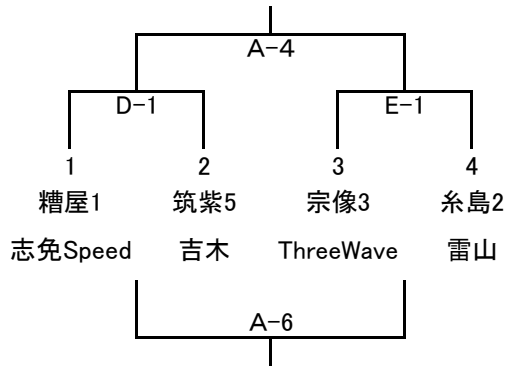 A-4
D-1 E-1
1 2 3 4
糟屋1 筑紫5 宗像3 糸島2
志免Speed 吉木 ThreeWave 雷山
A-6